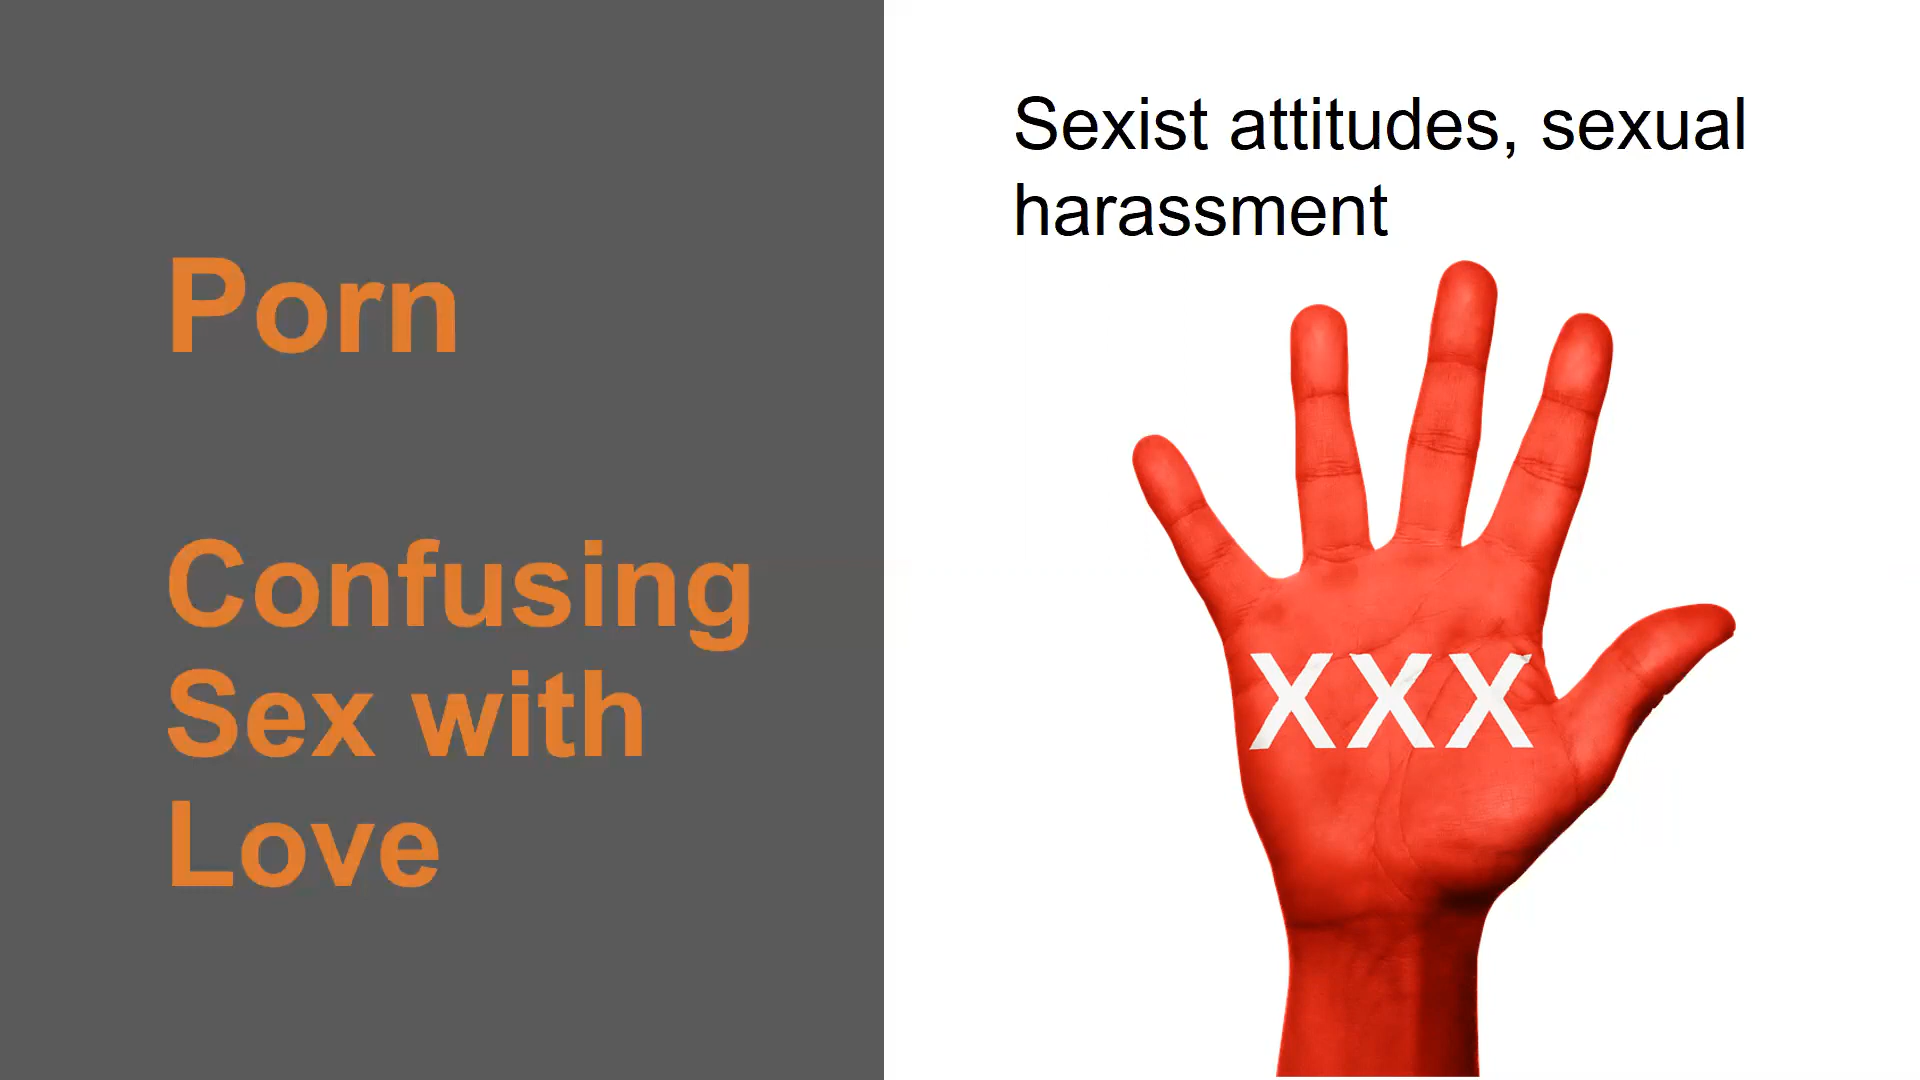 Porn
Confusing
Sex with
Love
Sexist attitudes, sexual
harassment
XXX